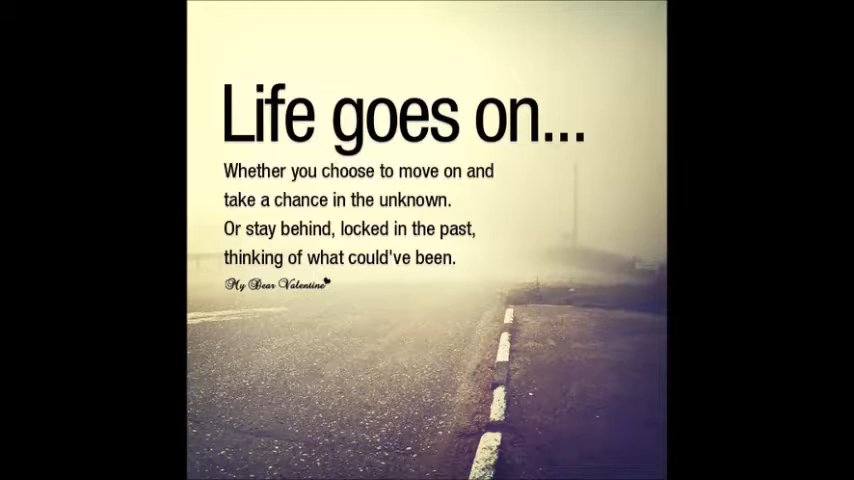 Life goes on...
Whether you choose to move on and
take a chance in the unknown.
Or stay behind, locked in the past,
thinking of what could've been.
My Dear Valentine